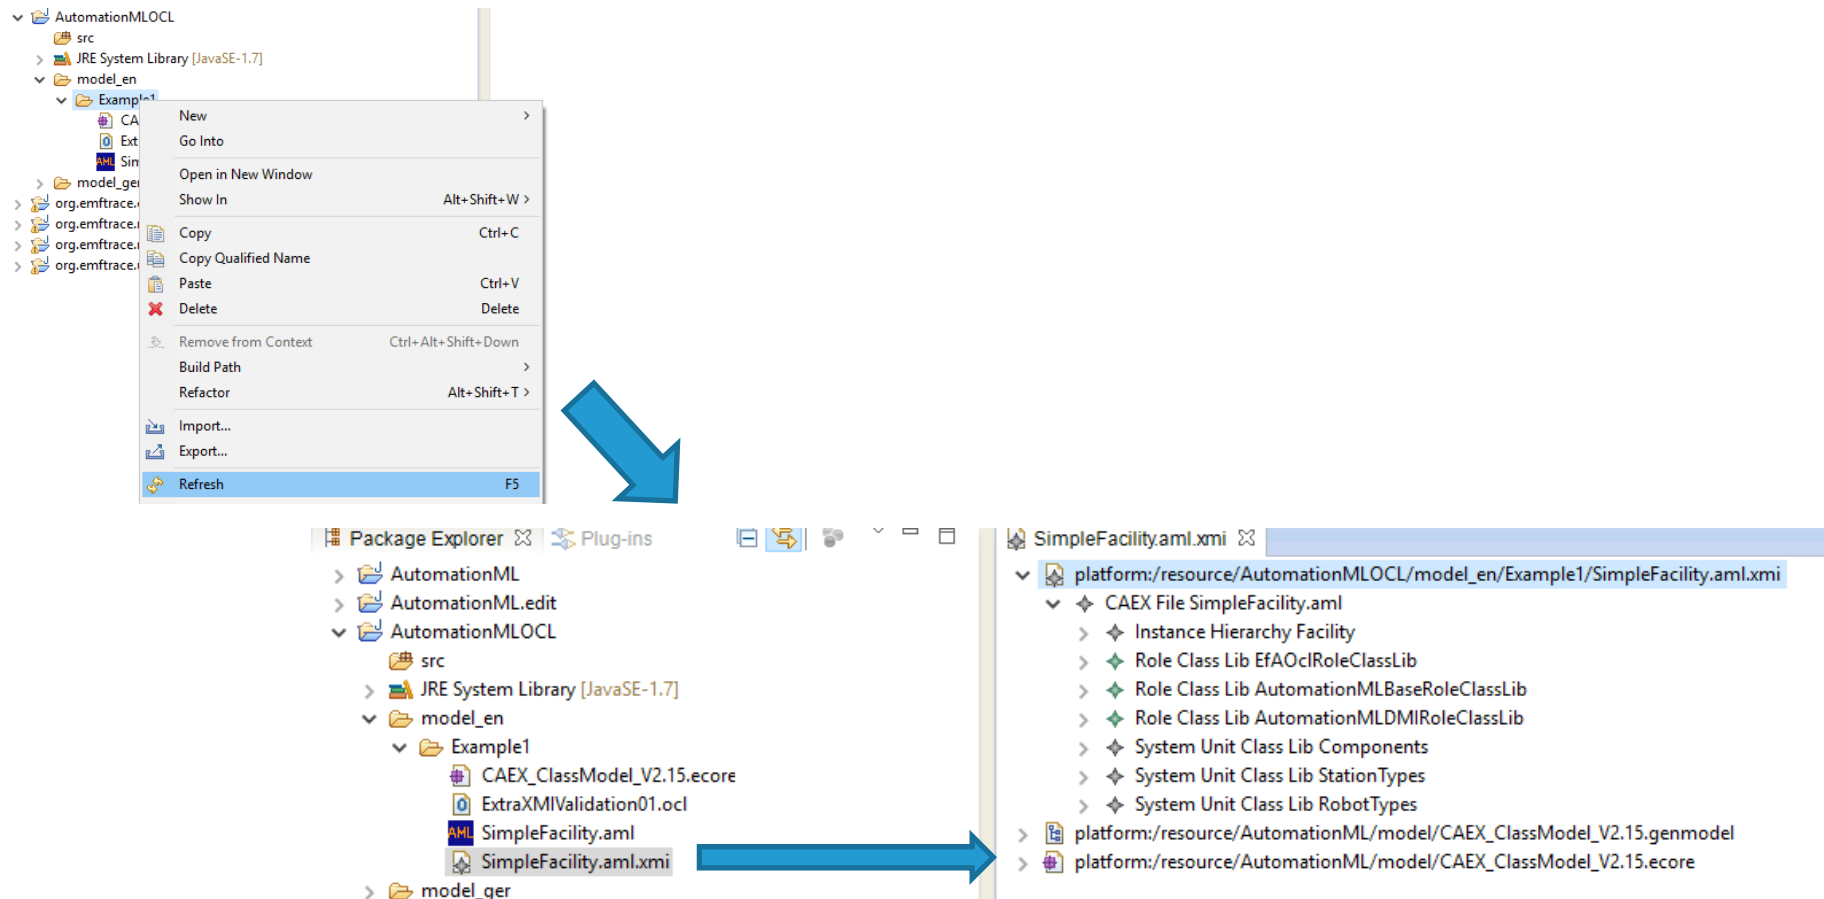 AutomationMLOCL
src
JRE System Library [JavaSE-1.7]
model_en
Example1
CA
Ext
Sim
model_ger
org.emftrace.
org.emftrace.
org.emftrace.
org.emftrace.
New
Go Into
Open in New Window
Show In Alt+Shift+W
Copy Ctrl+C
Copy Qualified Name
Paste Ctrl+V
Delete Delete
Remove from Context Ctrl+Alt+Shift+Down
Build Path
Refactor Alt+Shift+T
Import...
Export...
Refresh F5
Package Explorer Plug-ins
AutomationML
AutomationML.edit
AutomationMLOCL
src
JRE System Library [JavaSE-1.7]
model_en
Example1
CAEX_ClassModel_V2.15.ecore
ExtraXMIValidation01.ocl
AML SimpleFacility.aml
SimpleFacility.aml.xmi
model_ger
SimpleFacility.aml.xmi
platform:/resource/AutomationMLOCL/model_en/Example1/SimpleFacility.aml.xmi
CAEX File SimpleFacility.aml
Instance Hierarchy Facility
Role Class Lib EfAOclRoleClassLib
Role Class Lib AutomationMLBaseRoleClassLib
Role Class Lib AutomationMLDMIRoleClassLib
System Unit Class Lib Components
System Unit Class Lib StationTypes
System Unit Class Lib RobotTypes
platform:/resource/AutomationML/model/CAEX_ClassModel_V2.15.genmodel
platform:/resource/AutomationML/model/CAEX_ClassModel_V2.15.ecore